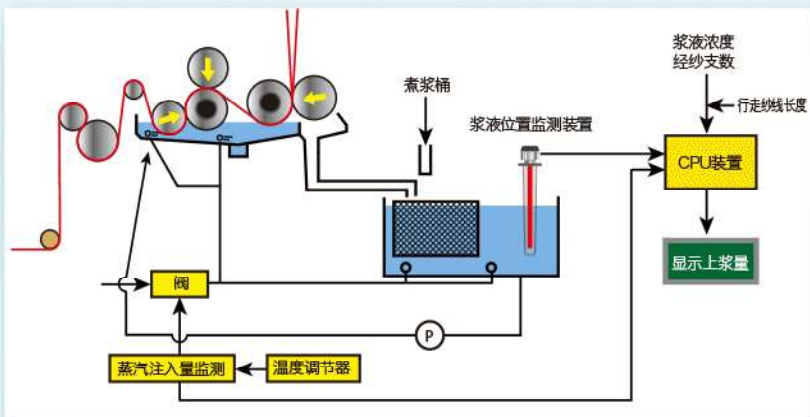 浆液浓度
经纱支数
行走纱线长度
煮浆桶
浆液位置监测装置
CPU装置
显示上浆量
阀
P
蒸汽注入量监测
温度调节器